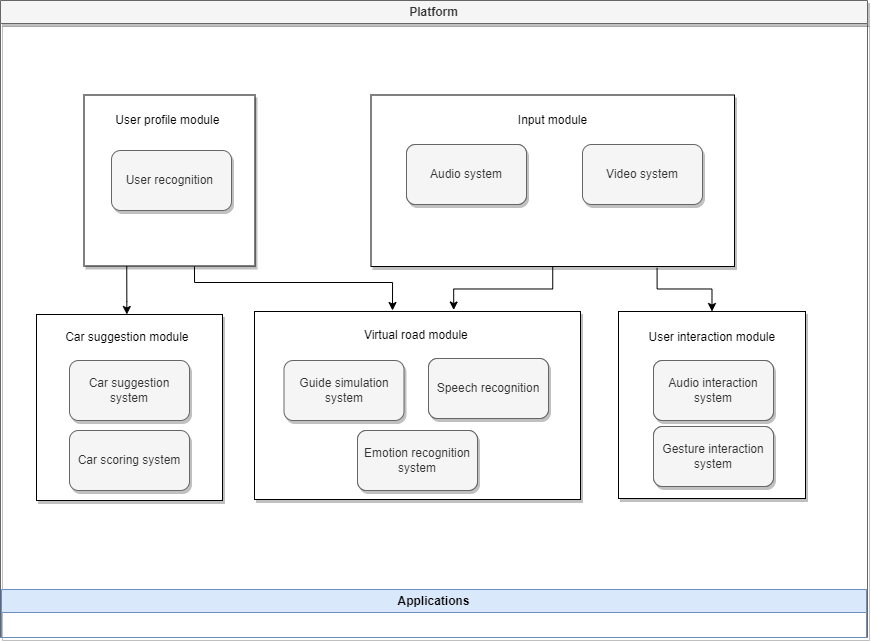 Platform
User profile module
User recognition
Input module
Audio system
Video system
Car suggestion module
Car suggestion
system
Car scoring system
Virtual road module
Guide simulation
system
Speech recognition
Emotion recognition
system
User interaction module
Audio interaction
system
Gesture interaction
system
Applications